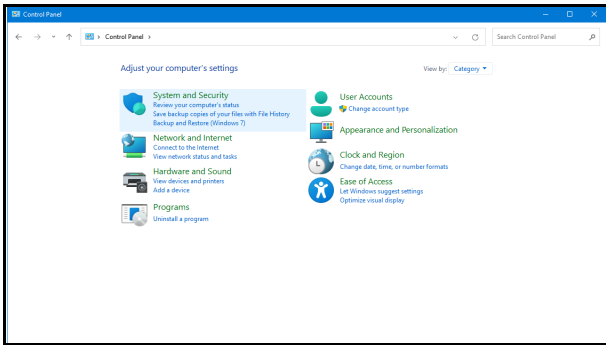 Control Panel
Control Panel
Search Control Panel
Adjust your computer's settings
View by: Category
System and Security
Review your computer's status
Save backup copies of your files with File History
Backup and Restore (Windows 7)
Network and Internet
Connect to the Internet
View network status and tasks
Hardware and Sound
View devices and printers
Add a device
Programs
Uninstall a program
User Accounts
Change account type
Appearance and Personalization
Clock and Region
Change date, time, or number formats
Ease of Access
Let Windows suggest settings
Optimize visual display